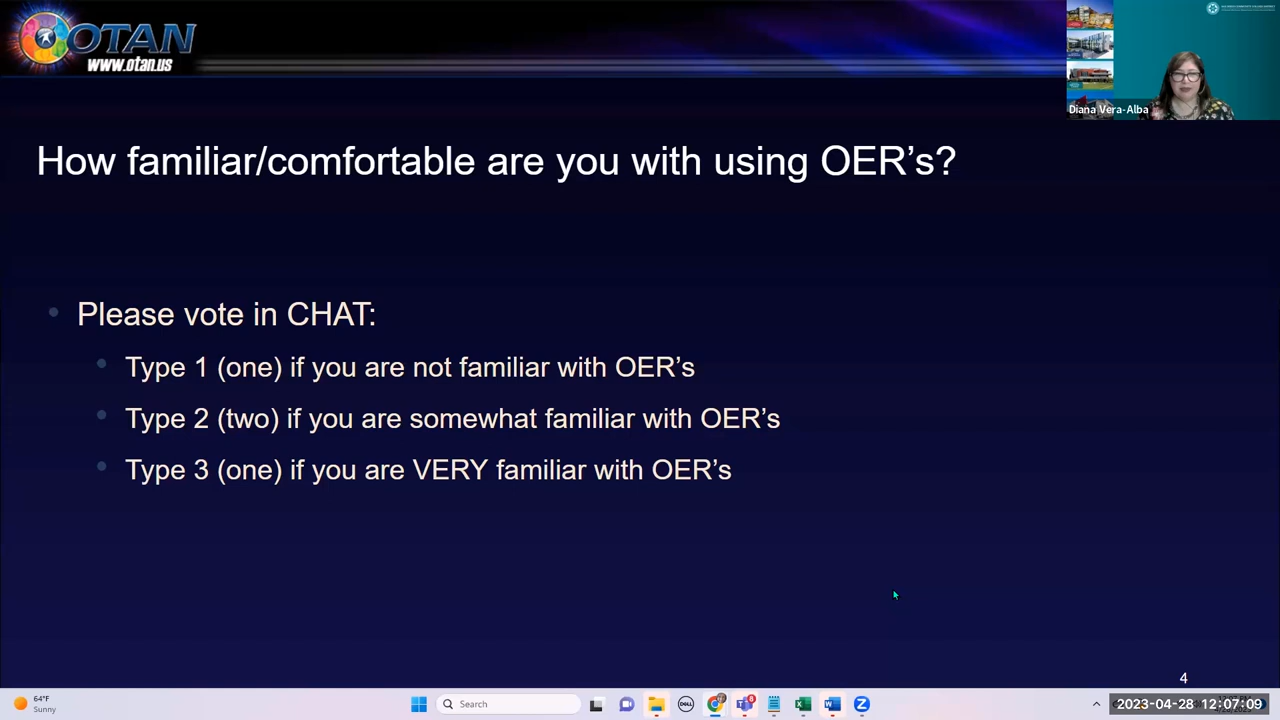 OTAN
www.otan.us
Diana Vera-Alba
How familiar/comfortable are you with using OER’s?
Please vote in CHAT:
Type 1 (one) if you are not familiar with OER’s
Type 2 (two) if you are somewhat familiar with OER’s
Type 3 (one) if you are VERY familiar with OER’s
4
64°F
Sunny
Search
DELL
2023-04-28 12:07:09